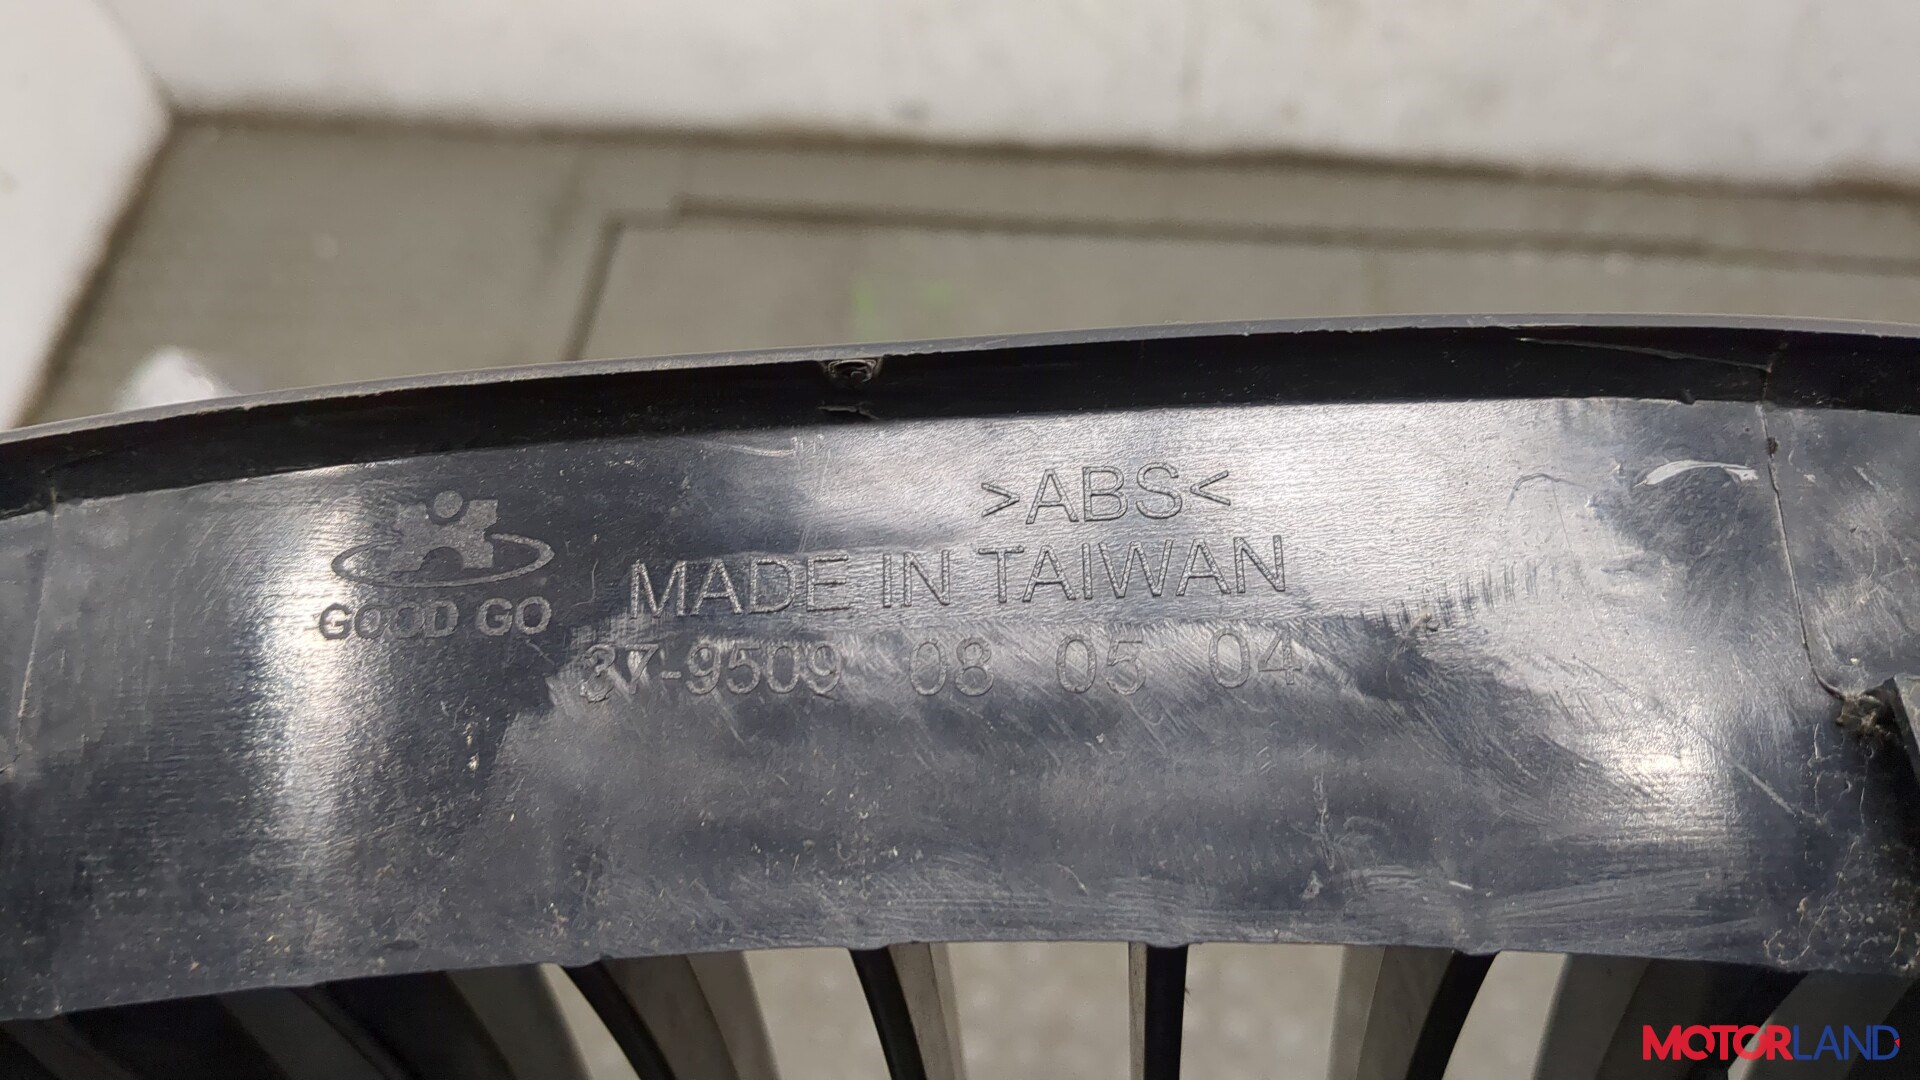 >ABS<
MADE IN TAIWAN
GOOD GO
37-9509 08 05 04
MOTORLAND